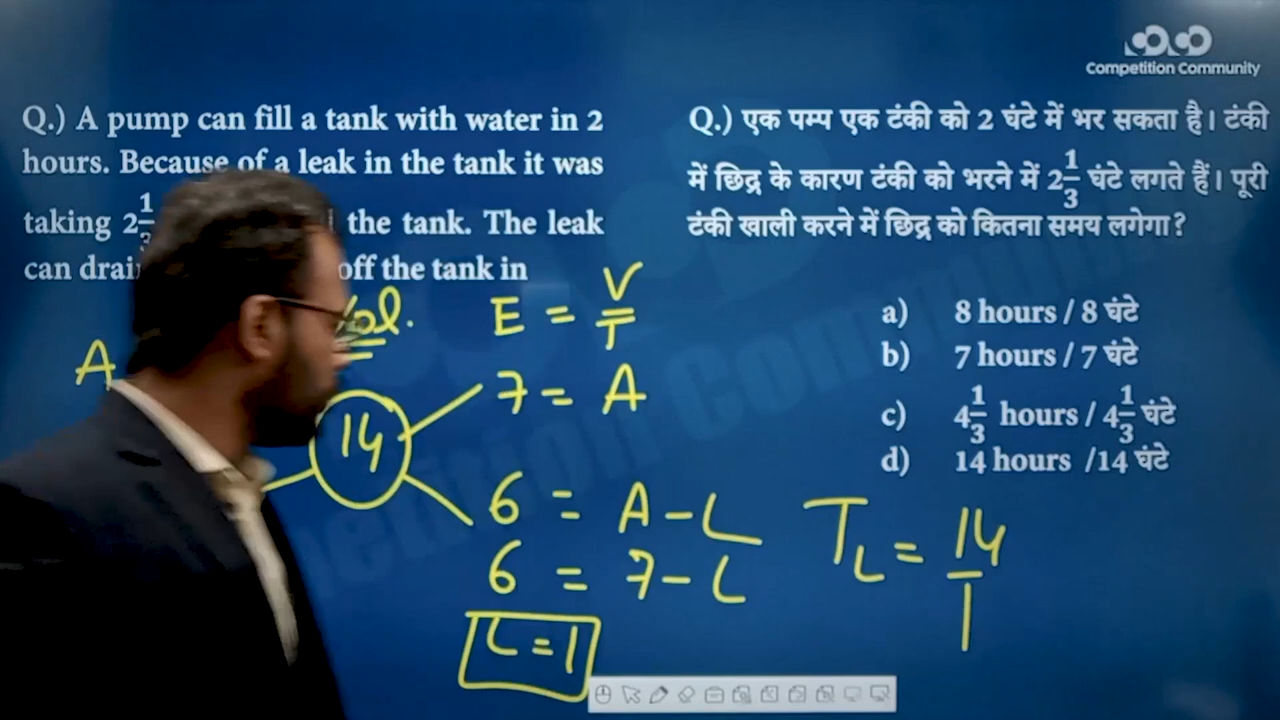 Competition Community
Q.) A pump can fill a tank with water in 2
hours. Because of a leak in the tank it was
taking 2 1/3 the tank. The leak
can off the tank in
Q.) एक पम्प एक टंकी को 2 घंटे में भर सकता है। टंकी
में छिद्र के कारण टंकी को भरने में 2 1/3 घंटे लगते हैं। पूरी
टंकी खाली करने में छिद्र को कितना समय लगेगा?
a) 8 hours / 8 घंटे
b) 7 hours / 7 घंटे
c) 4 1/3 hours / 4 1/3 घंटे
d) 14 hours /14 घंटे
A
Vol.
14
E = V/T
7 = A
6 = A - L
6 = 7 - L
L = 1
T_L = 14/1